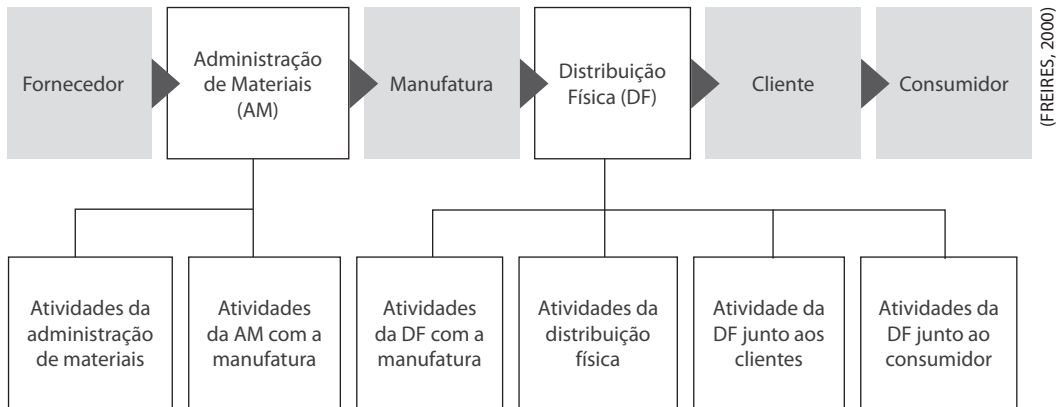 Fornecedor
Administração
de Materiais
(AM)
Manufatura
Distribuição
Física (DF)
Cliente
Consumidor
(FREIRES, 2000)
Atividades da
administração
de materiais
Atividades
da AM com a
manufatura
Atividades
da DF com a
manufatura
Atividades da
distribuição
física
Atividade da
DF junto aos
clientes
Atividades da
DF junto ao
consumidor